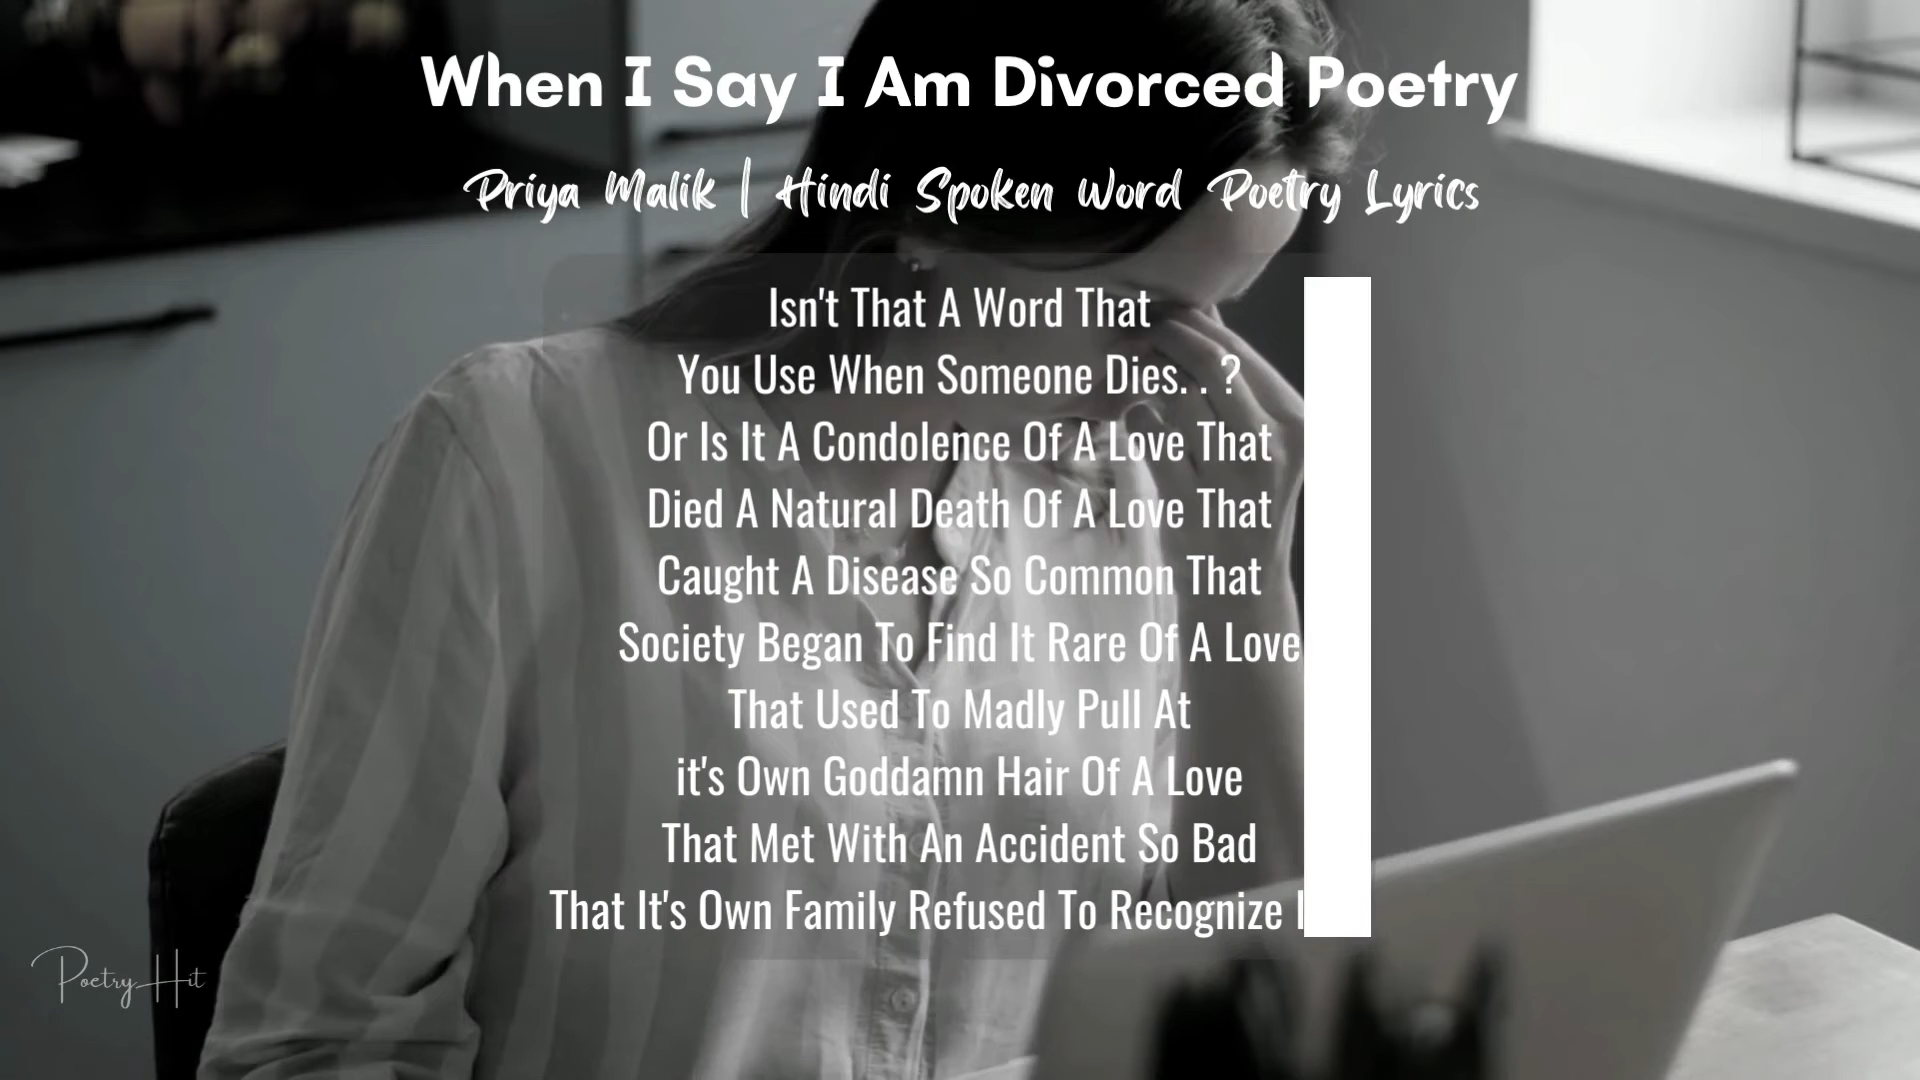 When I Say I Am Divorced Poetry
Priya Malik | Hindi Spoken Word Poetry Lyrics
Isn't That A Word That
You Use When Someone Dies. . ?
Or Is It A Condolence Of A Love That
Died A Natural Death Of A Love That
Caught A Disease So Common That
Society Began To Find It Rare Of A Love
That Used To Madly Pull At
it's Own Goddamn Hair Of A Love
That Met With An Accident So Bad
That It's Own Family Refused To Recognize
Poetry Hit